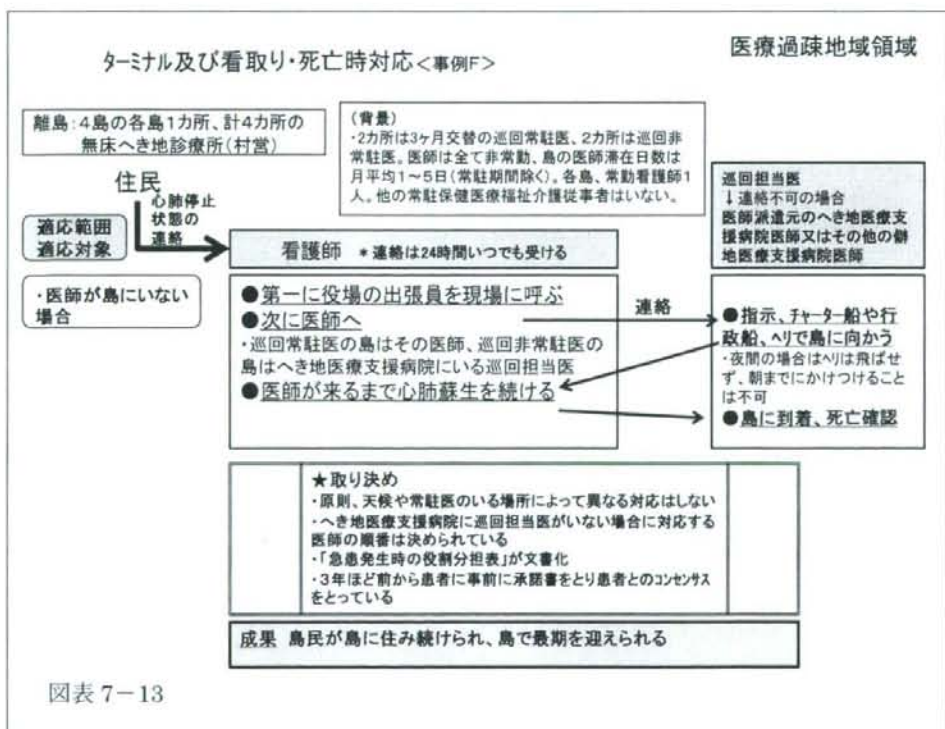 ターミナル及び看取り・死亡時対応<事例F>
医療過疎地域領域
離島:4島の各島1カ所、計4カ所の
無床へき地診療所(村営)
(背景)
・2カ所は3ヶ月交替の巡回常駐医、2カ所は巡回非
常駐医。医師は全て非常勤、島の医師滞在日数は
月平均1~5日(常駐期間除く)。各島、常勤看護師1
人。他の常駐保健医療福祉介護従事者はいない。
住民
心肺停止
状態の
連絡
適応範囲
適応対象
・医師が島にいない
場合
看護師 *連絡は24時間いつでも受ける
●第一に役場の出張員を現場に呼ぶ
●次に医師へ
・巡回常駐医の島はその医師、巡回非常駐医の
島はへき地医療支援病院にいる巡回担当医
●医師が来るまで心肺蘇生を続ける
連絡
巡回担当医
↓連絡不可の場合
医師派遣元のへき地医療支
援病院医師又はその他の僻
地医療支援病院医師
●指示、チャーター船や行
政船、ヘリで島に向かう
・夜間の場合はヘリは飛ばせ
ず、朝までにかけつけること
は不可
●島に到着、死亡確認
★取り決め
・原則、天候や常駐医のいる場所によって異なる対応はしない
・へき地医療支援病院に巡回担当医がいない場合に対応する
医師の順番は決められている
・「急患発生時の役割分担表」が文書化
・3年ほど前から患者に事前に承諾書をとり患者とのコンセンサス
をとっている
成果 島民が島に住み続けられ、島で最期を迎えられる
図表7-13